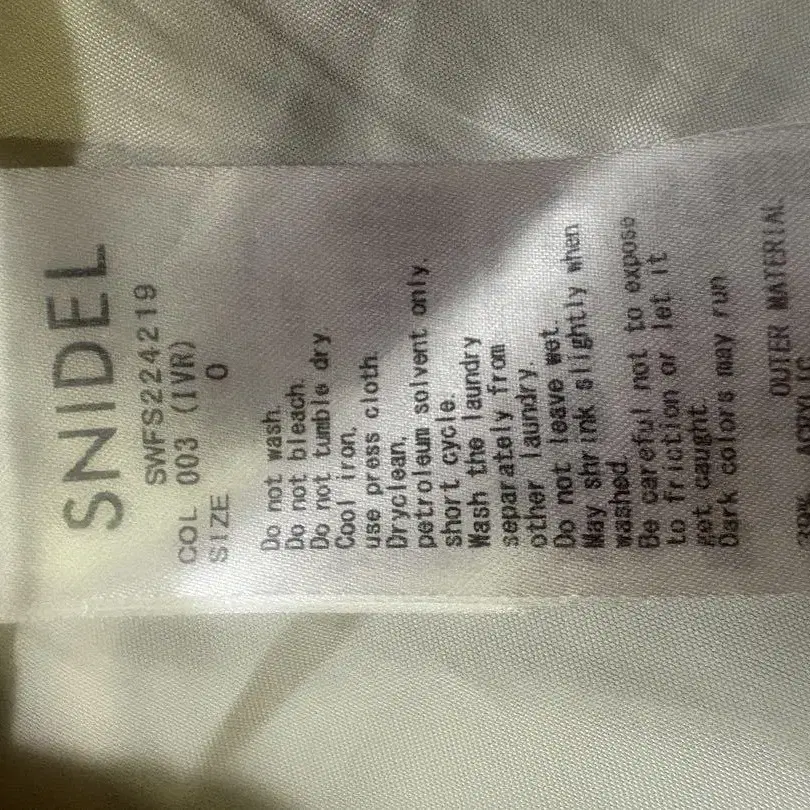 SNIDEL
SWFS224219
COL 003 (IVR)
SIZE 0
Do not wash.
Do not bleach.
Do not tumble dry.
Cool iron,
use press cloth.
Dryclean,
petroleum solvent only,
short cycle.
Wash the laundry
separately from
other laundry.
Do not leave wet.
May shrink slightly when
washed.
Be careful not to expose
to friction or let it
get caught
Dark colors may run
OUTER MATERIAL